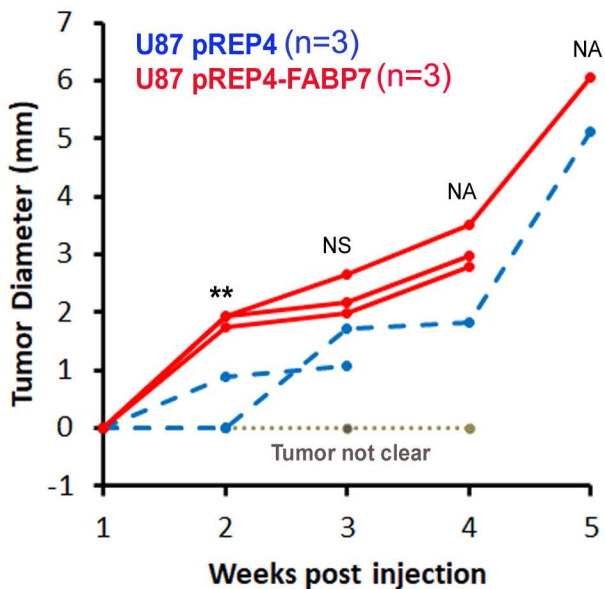 7
U87 pREP4 (n=3)
U87 pREP4-FABP7 (n=3)
NA
6
5
4
NA
3
NS
2
**
1
0
Tumor not clear
-1
1 2 3 4 5
Tumor Diameter (mm)
Weeks post injection